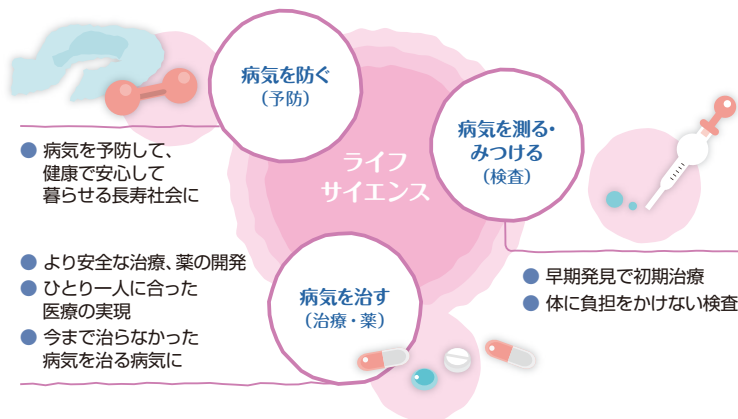 病気を防ぐ
（予防）
病気を測る・
みつける
（検査）
ライフ
サイエンス
● 病気を予防して、
健康で安心して
暮らせる長寿社会に
● より安全な治療、薬の開発
● ひとり一人に合った
医療の実現
● 今まで治らなかった
病気を治る病気に
病気を治す
（治療・薬）
● 早期発見で初期治療
● 体に負担をかけない検査